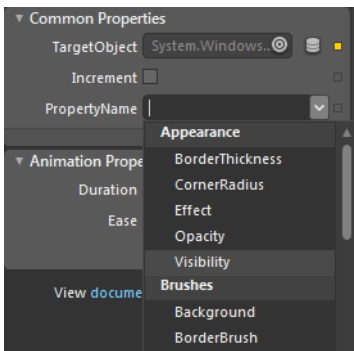 Common Properties
TargetObject System.Windows..
Increment
PropertyName
Appearance
BorderThickness
Animation Prope
CornerRadius
Duration
Effect
Ease
Opacity
Visibility
Brushes
View docume
Background
BorderBrush